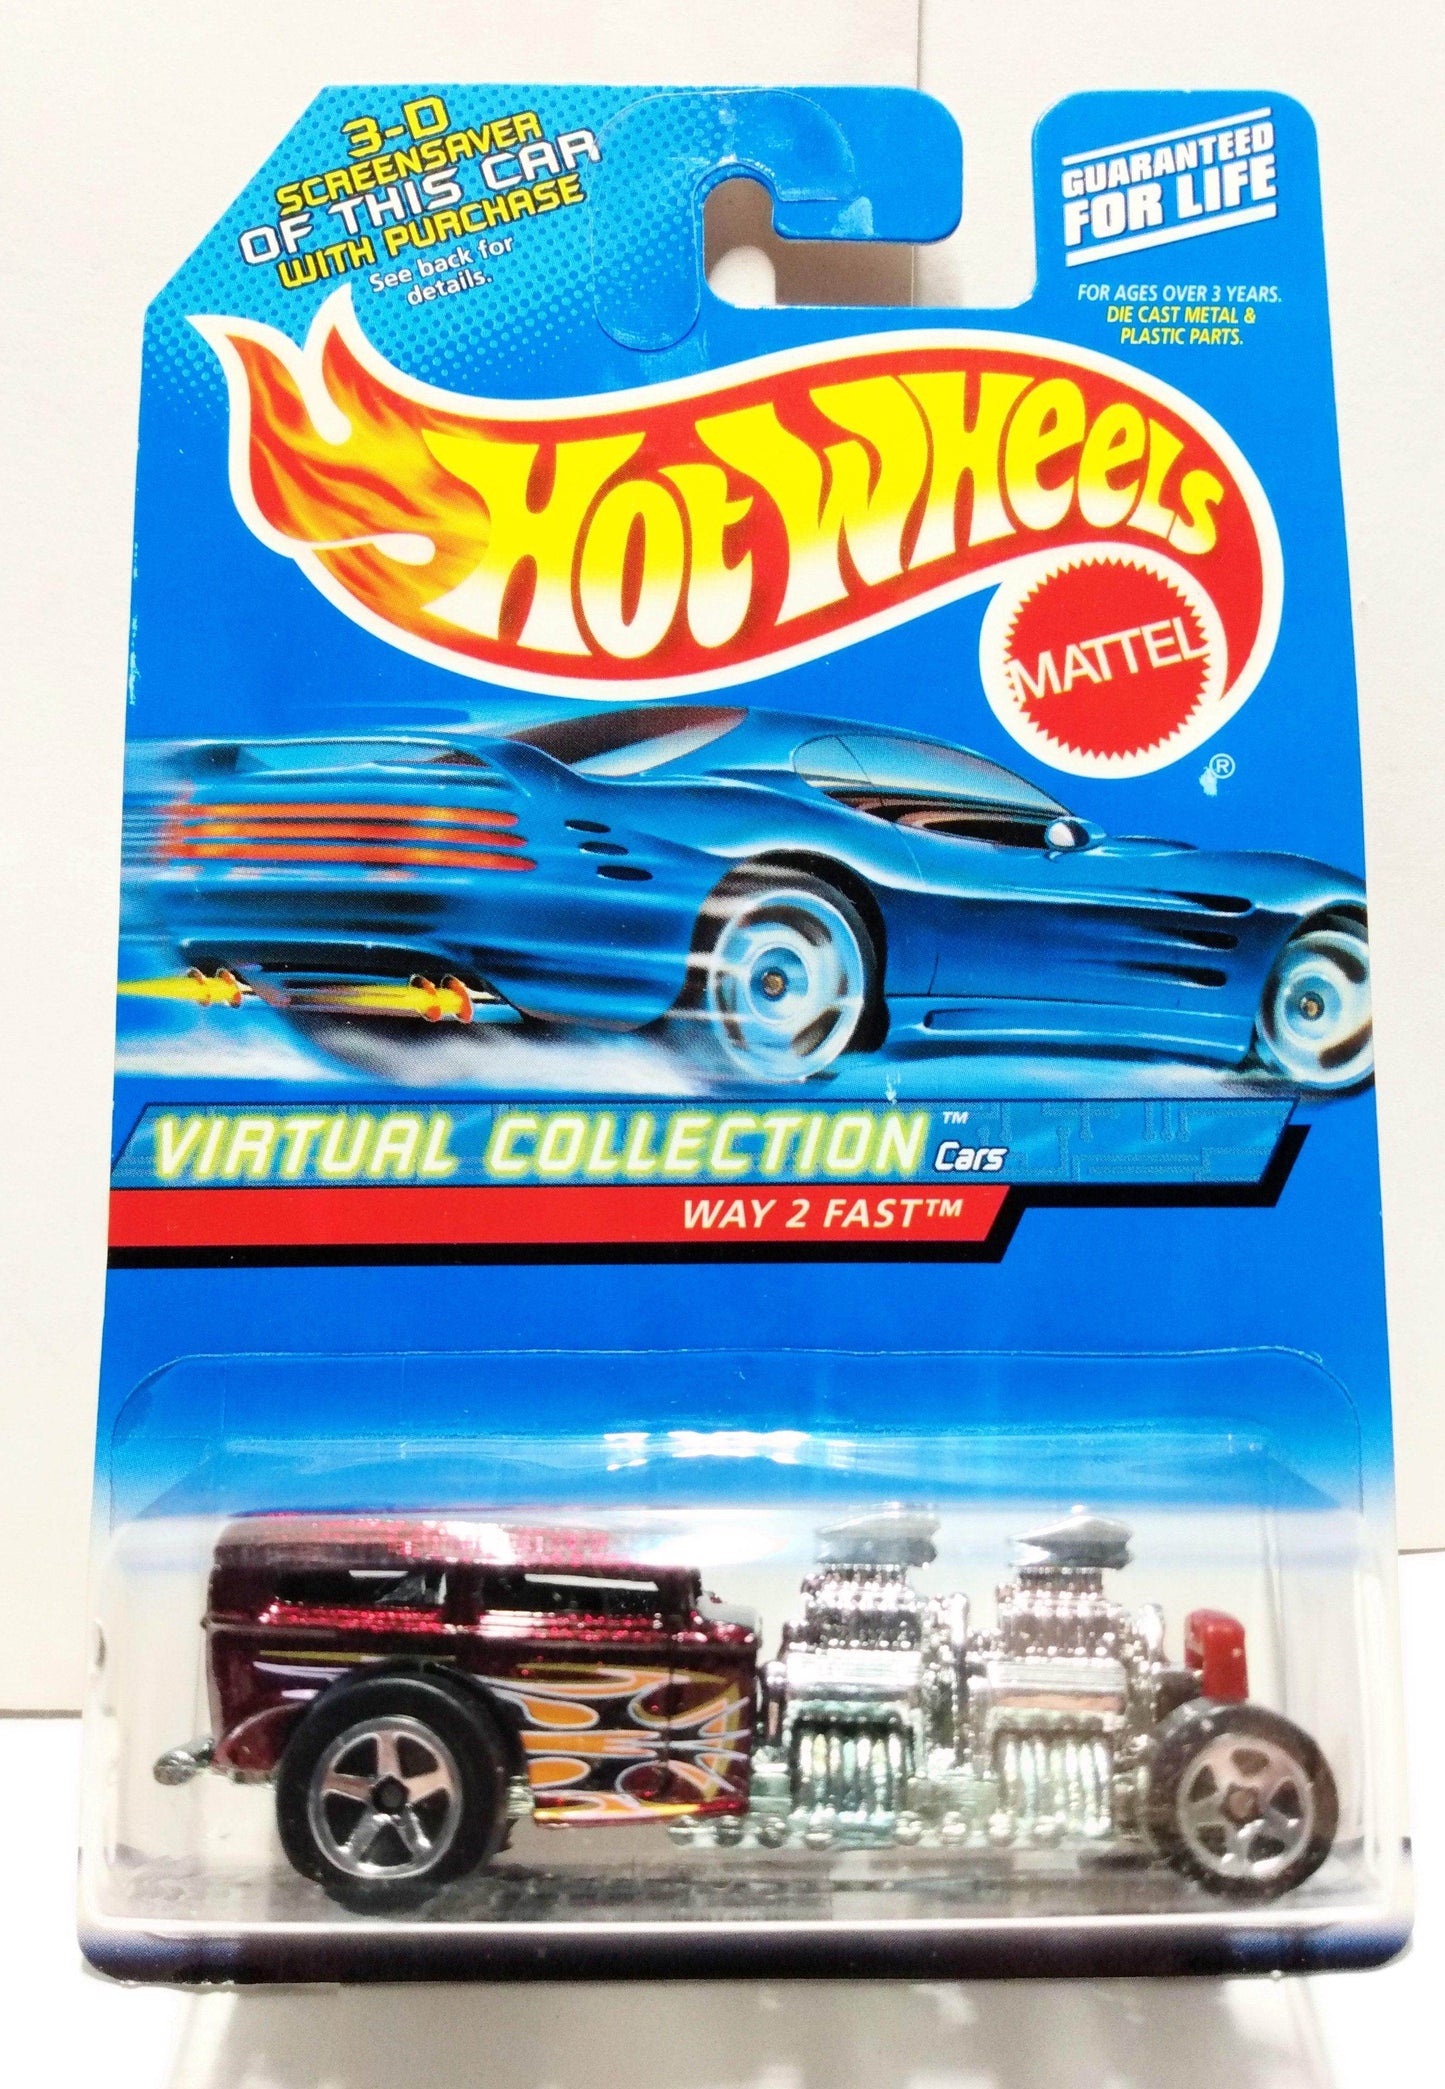 3-D
SCREENSAVER
OF THIS CAR
WITH PURCHASE
See back for
details.
GUARANTEED
FOR LIFE
FOR AGES OVER 3 YEARS.
DIE CAST METAL &
PLASTIC PARTS.
Hot Wheels
MATTEL
®
VIRTUAL COLLECTION™
Cars
WAY 2 FAST™